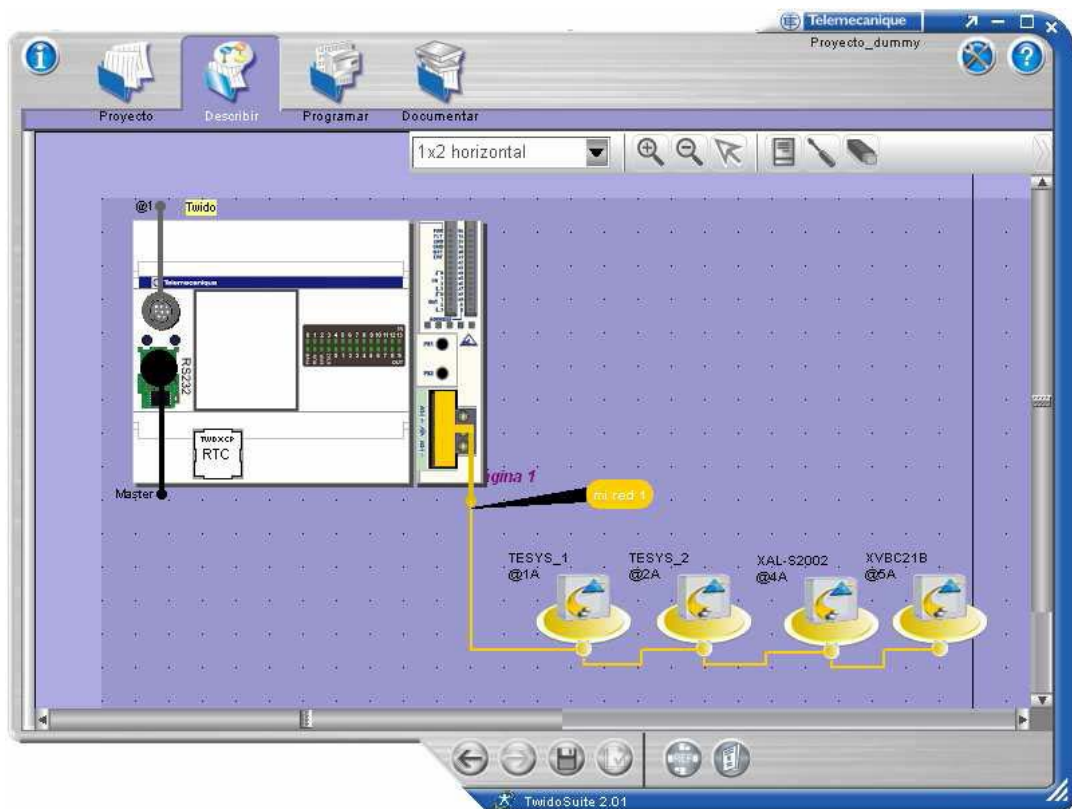 Telemecanique
Proyecto_dummy
Proyecto
Describir
Programar
Documentar
1x2 horizontal
@1
Twido
Telemecanique
RS232
TWDXCP
RTC
Master
ágina 1
mi red 1
TESYS_1
@1A
TESYS_2
@2A
XAL-S2002
@4A
XVBC21B
@5A
TwidoSuite 2.01